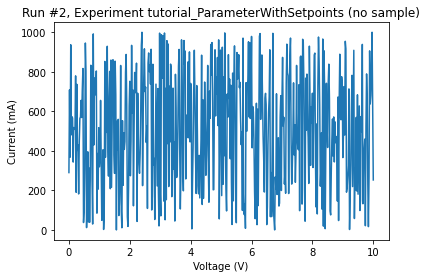 Run #2, Experiment tutorial_ParameterWithSetpoints (no sample)
1000
800
600
400
200
0
Current (mA)
0 2 4 6 8 10
Voltage (V)